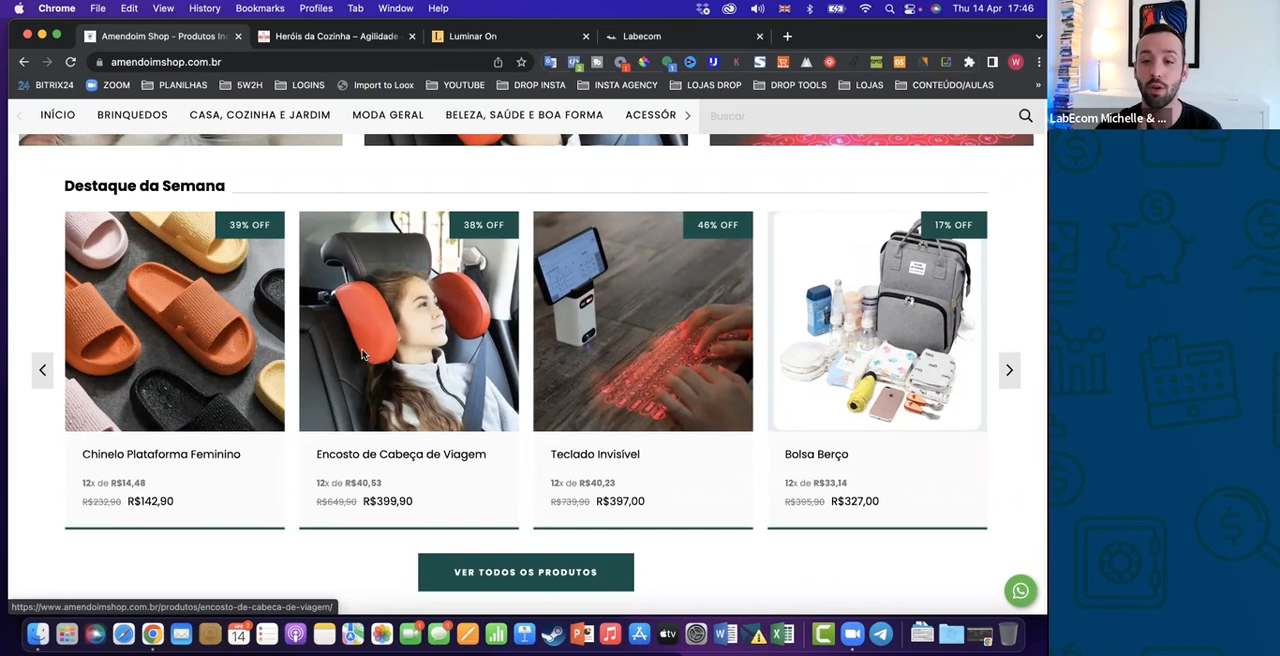 Chrome File Edit View History Bookmarks Profiles Tab Window Help Thu 14 Apr 17:46
Amendoim Shop - Produtos In Heróis da Cozinha – Agilidade Luminar On Labecom
amendoimshop.com.br
BITRIX24 ZOOM PLANILHAS 5W2H LOGINS Import to Loox YOUTUBE DROP INSTA INSTA AGENCY LOJAS DROP DROP TOOLS LOJAS CONTEÚDO/AULAS
INÍCIO BRINQUEDOS CASA, COZINHA E JARDIM MODA GERAL BELEZA, SAÚDE E BOA FORMA ACESSÓR Buscar
LabEcom Michelle & ...
Destaque da Semana
39% OFF 38% OFF 46% OFF 17% OFF
Chinelo Plataforma Feminino Encosto de Cabeça de Viagem Teclado Invisível Bolsa Berço
12x de R$14,48 12x de R$40,53 12x de R$40,23 12x de R$33,14
R$232,90 R$142,90 R$649,90 R$399,90 R$739,90 R$397,00 R$395,90 R$327,00
VER TODOS OS PRODUTOS
https://www.amendoimshop.com.br/produtos/encosto-de-cabeca-de-viagem/